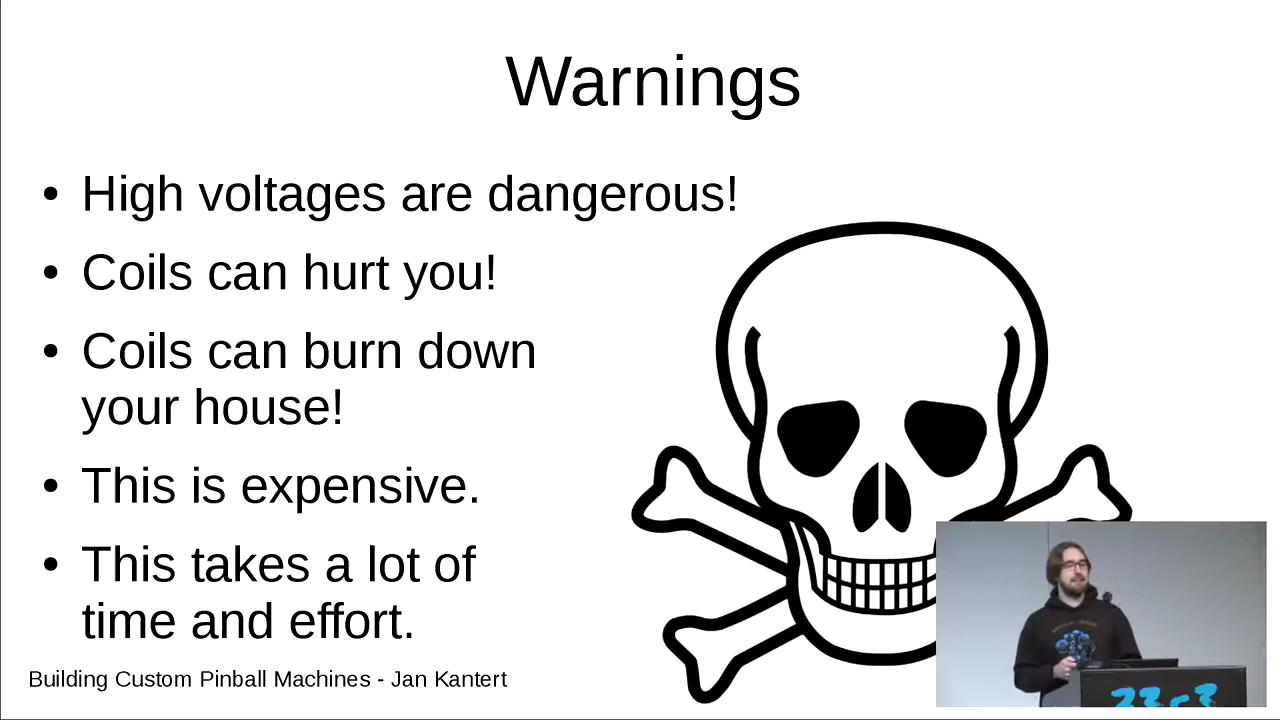 Warnings
• High voltages are dangerous!
• Coils can hurt you!
• Coils can burn down
your house!
• This is expensive.
• This takes a lot of
time and effort.
Building Custom Pinball Machines - Jan Kantert
33c3